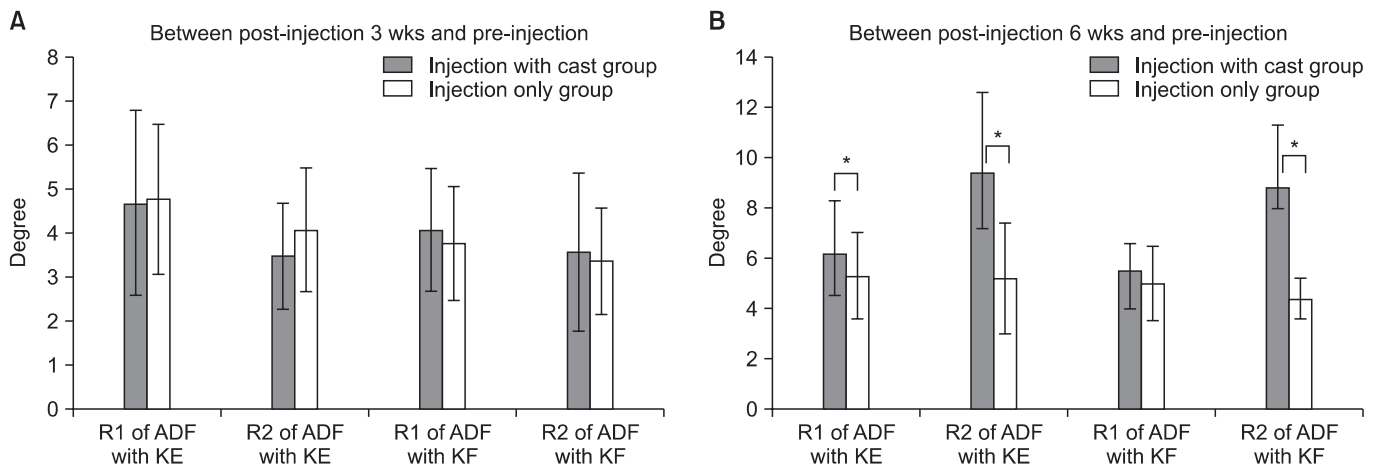 A
Between post-injection 3 wks and pre-injection
8
7
6
5
4
3
2
1
0
Degree
Injection with cast group
Injection only group
R1 of ADF
with KE
R2 of ADF
with KE
R1 of ADF
with KF
R2 of ADF
with KF
B
Between post-injection 6 wks and pre-injection
14
12
10
8
6
4
2
0
Degree
Injection with cast group
Injection only group
*
*
*
R1 of ADF
with KE
R2 of ADF
with KE
R1 of ADF
with KF
R2 of ADF
with KF